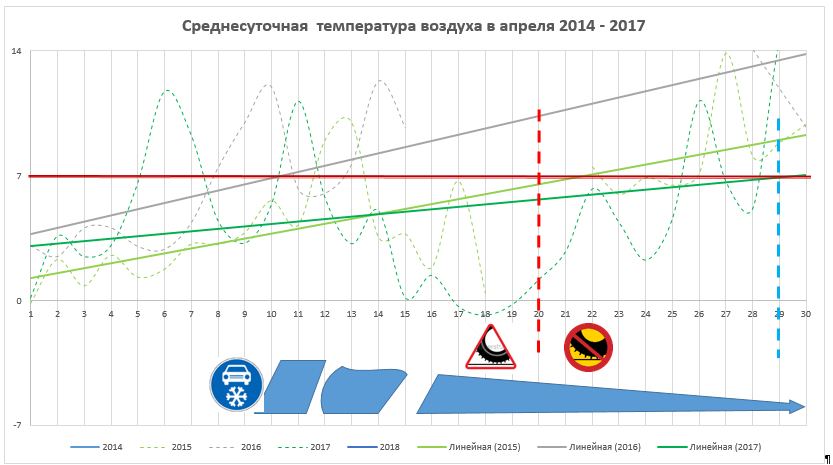 Среднесуточная температура воздуха в апреля 2014 - 2017
14
7
0
-7
1 2 3 4 5 6 7 8 9 10 11 12 13 14 15 16 17 18 19 20 21 22 23 24 25 26 27 28 29 30
2014 2015 2016 2017 2018 Линейная (2015) Линейная (2016) Линейная (2017)
¶